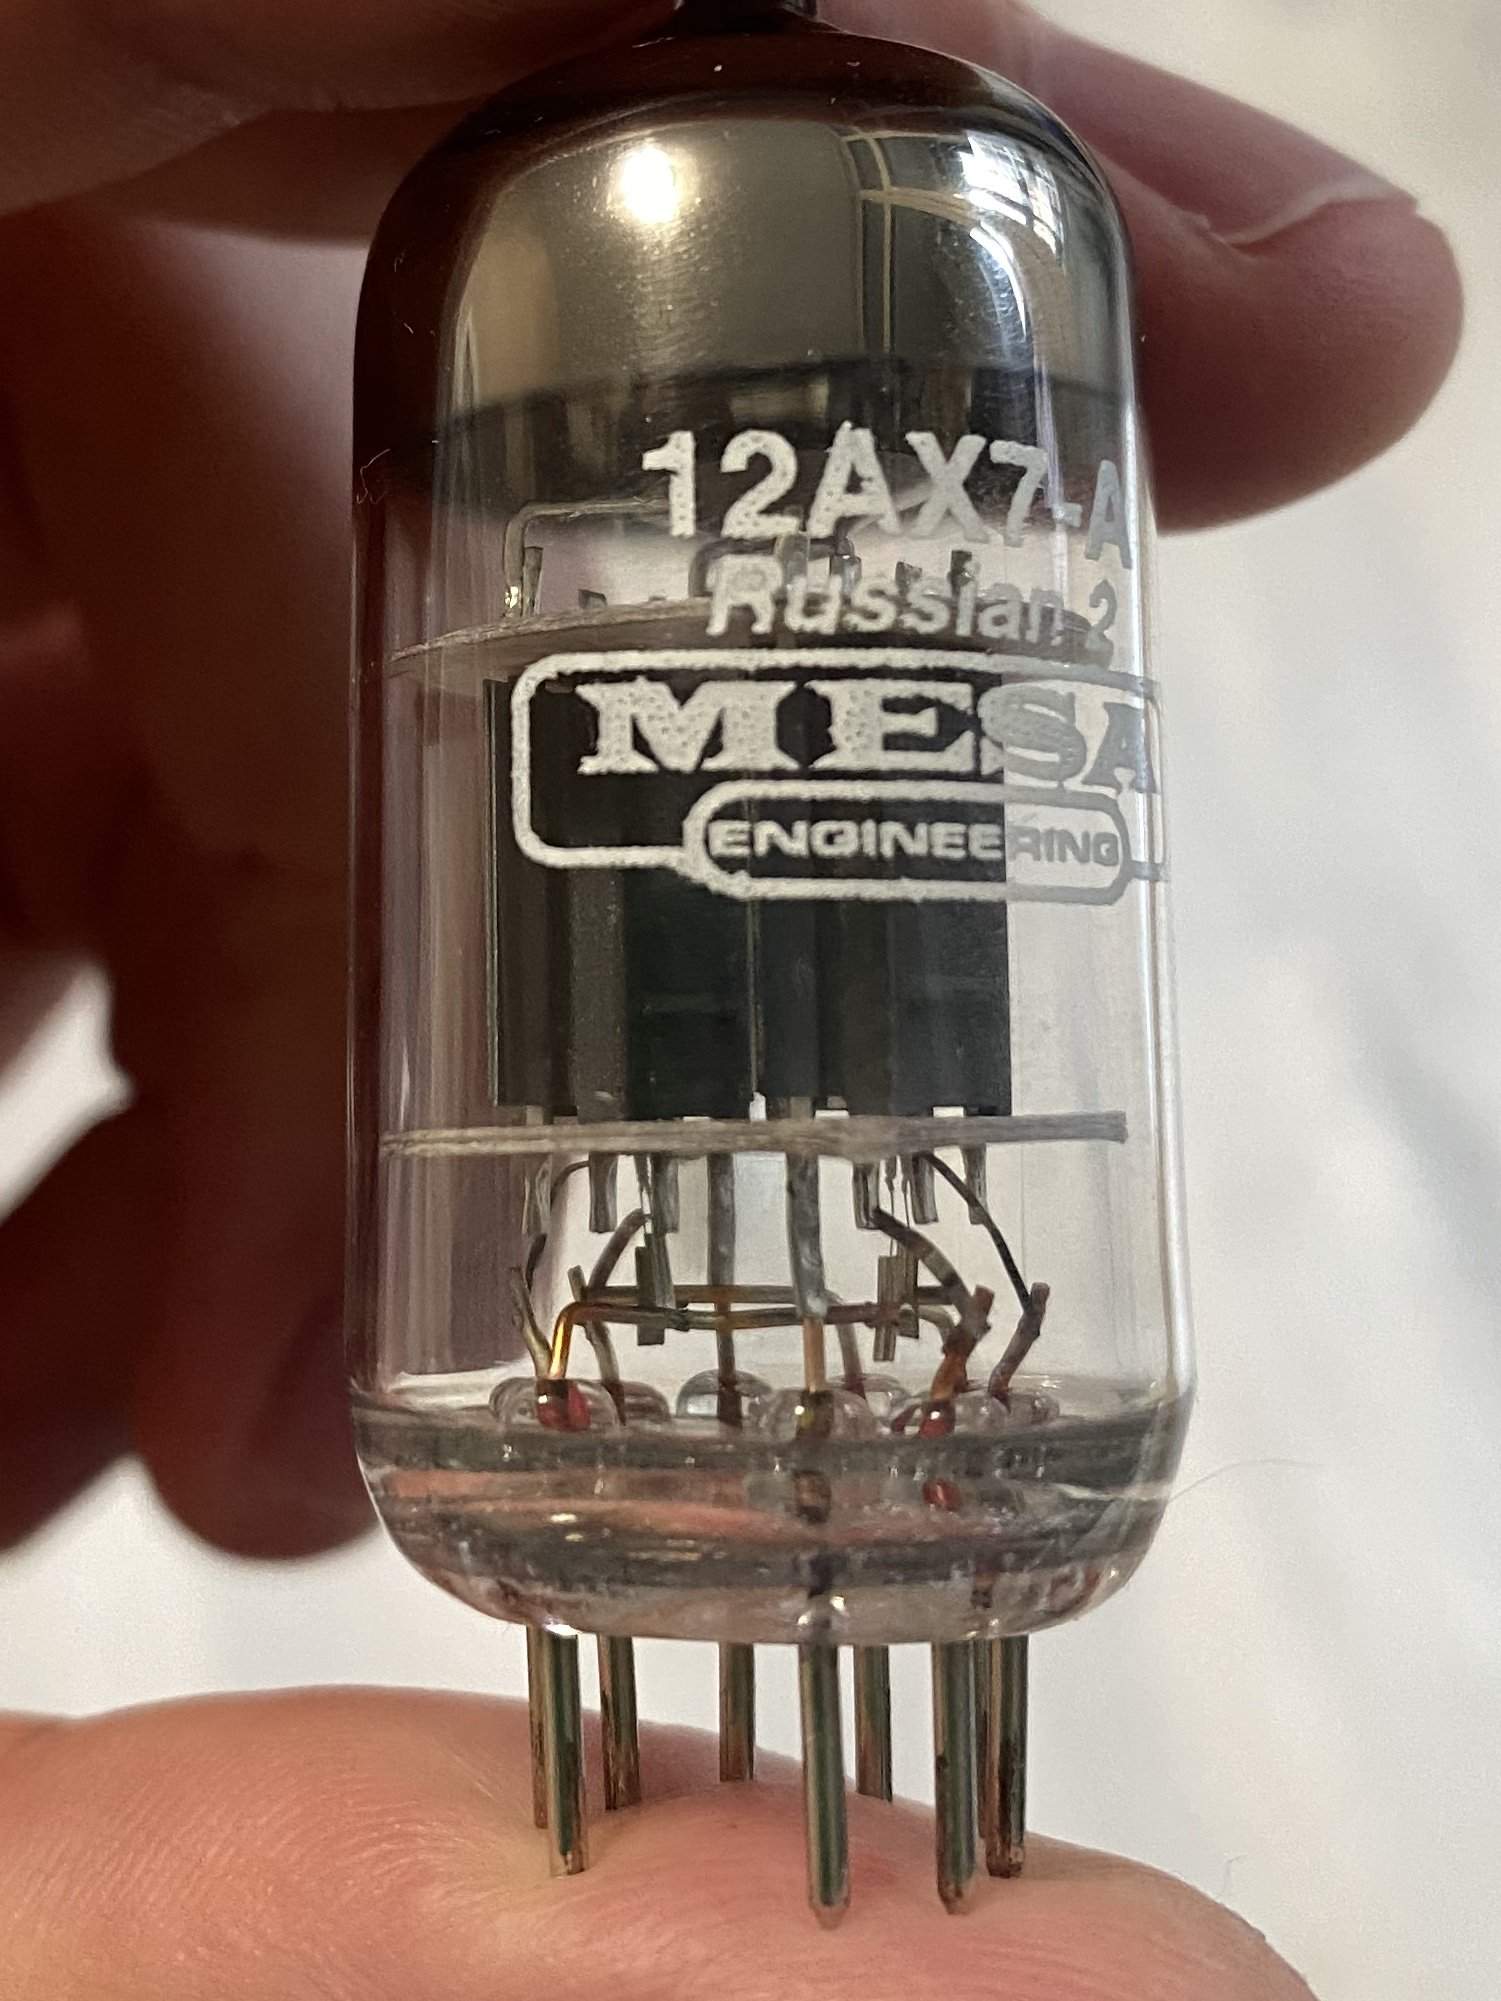 12AX7-A
Russian 2
MESA
ENGINEERING